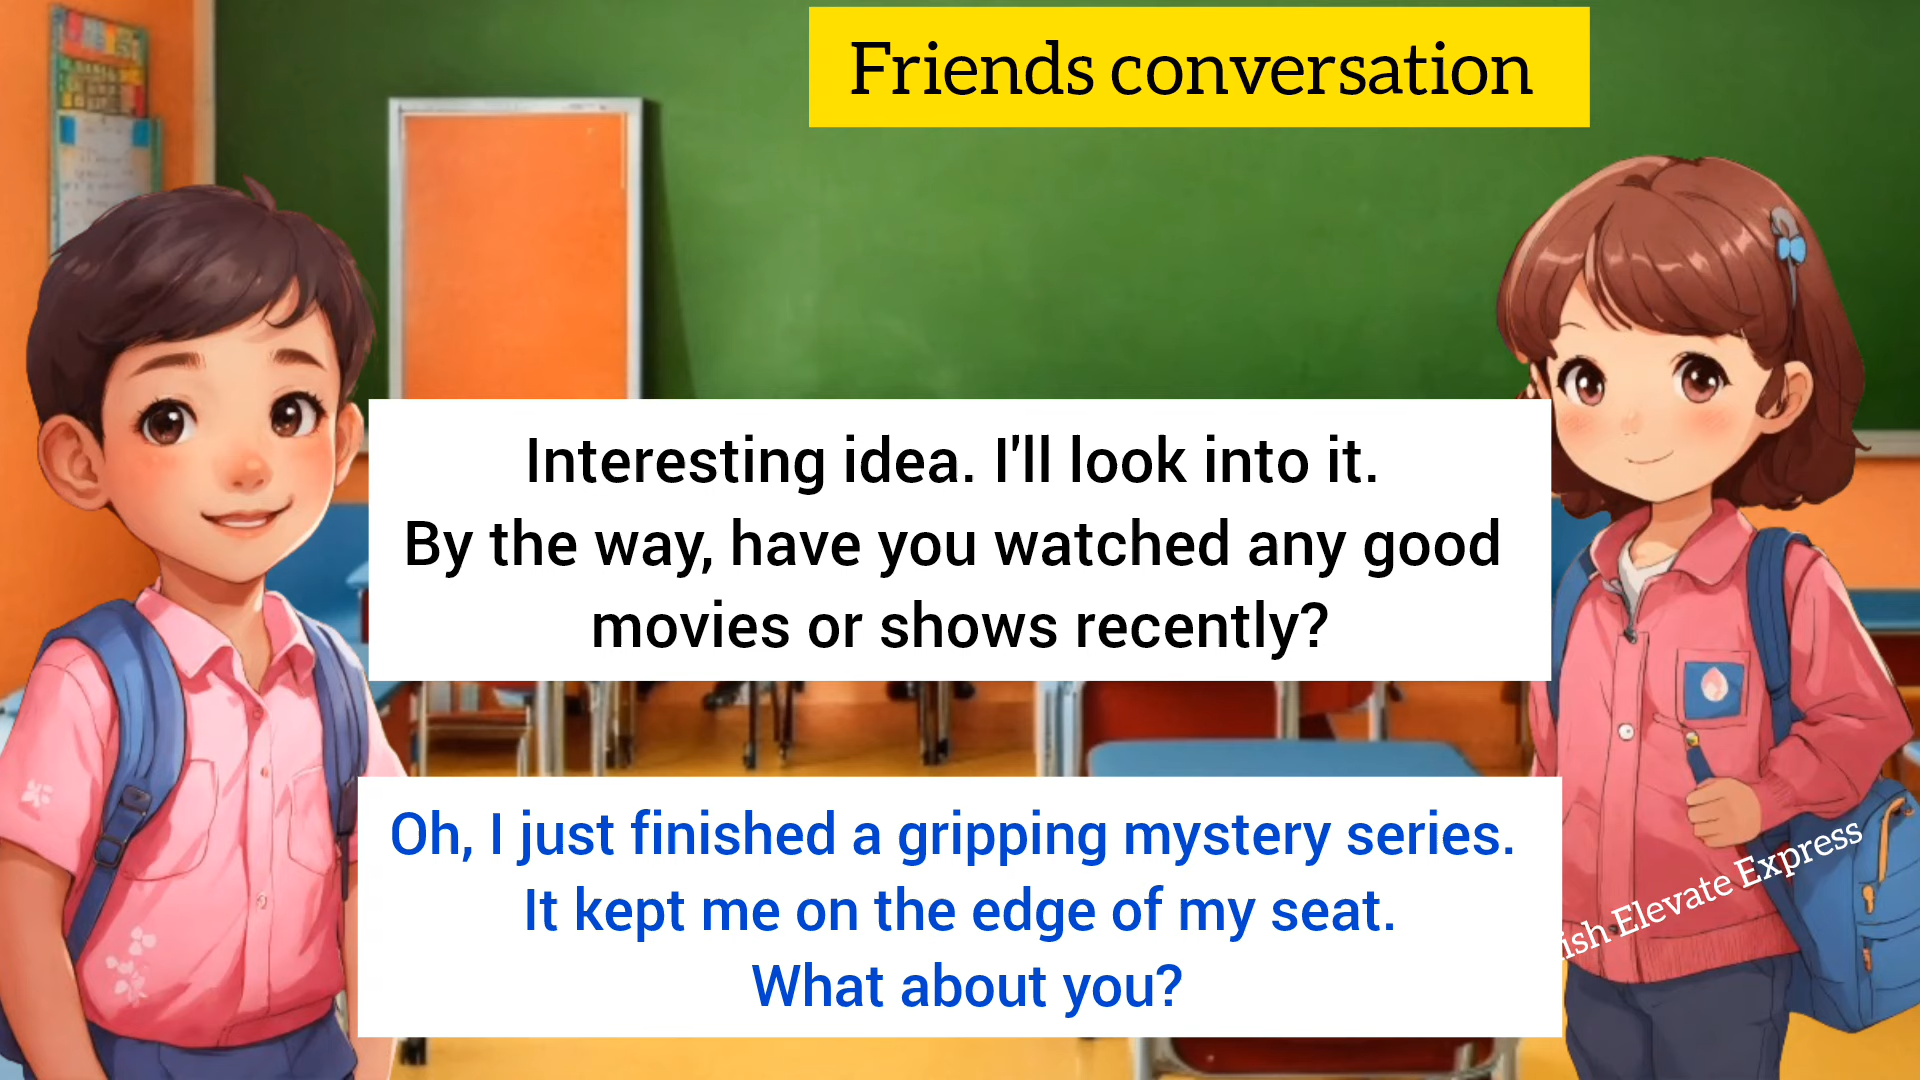 Friends conversation
Interesting idea. I'll look into it.
By the way, have you watched any good
movies or shows recently?
Oh, I just finished a gripping mystery series.
It kept me on the edge of my seat.
What about you?
Elevate Express